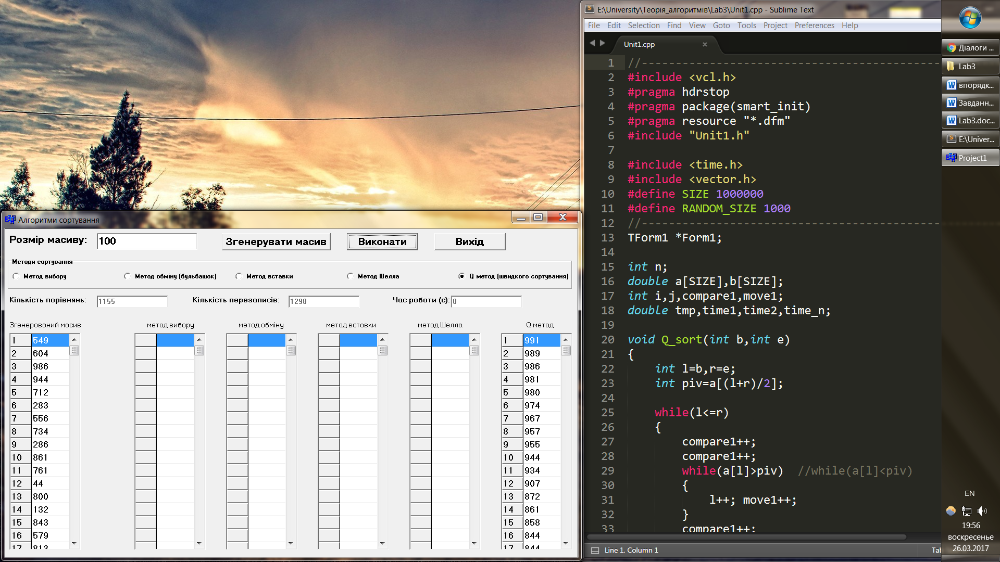 Алгоритми сортування
Розмір масиву: 100 Згенерувати масив Виконати Вихід
Методи сортування
Метод вибору Метод обміну (бульбашок) Метод вставки Метод Шелла Q метод (швидкого сортування)
Кількість порівнянь: 1155 Кількість перезаписів: 1298 Час роботи (с): 0
Згенерований масив метод вибору метод обміну метод вставки метод Шелла Q метод
1 549 1 991
2 604 2 989
3 986 3 986
4 944 4 981
5 712 5 980
6 283 6 974
7 556 7 967
8 734 8 957
9 286 9 955
10 861 10 944
11 761 11 934
12 44 12 907
13 800 13 872
14 132 14 861
15 843 15 858
16 579 16 844
17 813 17 844
E:\University\Теорія_алгоритмів\Lab3\Unit1.cpp - Sublime Text
File Edit Selection Find View Goto Tools Project Preferences Help
Unit1.cpp
1 //--------------------------------------------
2 #include <vcl.h>
3 #pragma hdrstop
4 #pragma package(smart_init)
5 #pragma resource "*.dfm"
6 #include "Unit1.h"
7
8 #include <time.h>
9 #include <vector.h>
10 #define SIZE 1000000
11 #define RANDOM_SIZE 1000
12 //--------------------------------------------
13 TForm1 *Form1;
14
15 int n;
16 double a[SIZE],b[SIZE];
17 int i,j,compare1,move1;
18 double tmp,time1,time2,time_n;
19
20 void Q_sort(int b,int e)
21 {
22 int l=b,r=e;
23 int piv=a[(l+r)/2];
24
25 while(l<=r)
26 {
27 compare1++;
28 compare1++;
29 while(a[l]>piv) //while(a[l]<piv)
30 {
31 l++; move1++;
32 }
33 compare1++;
Line 1, Column 1 Tab
Діалоги ...
Lab3
впорядк...
Завданн...
Lab3.doc...
E:\Univer...
Project1
EN
19:56
воскресенье
26.03.2017